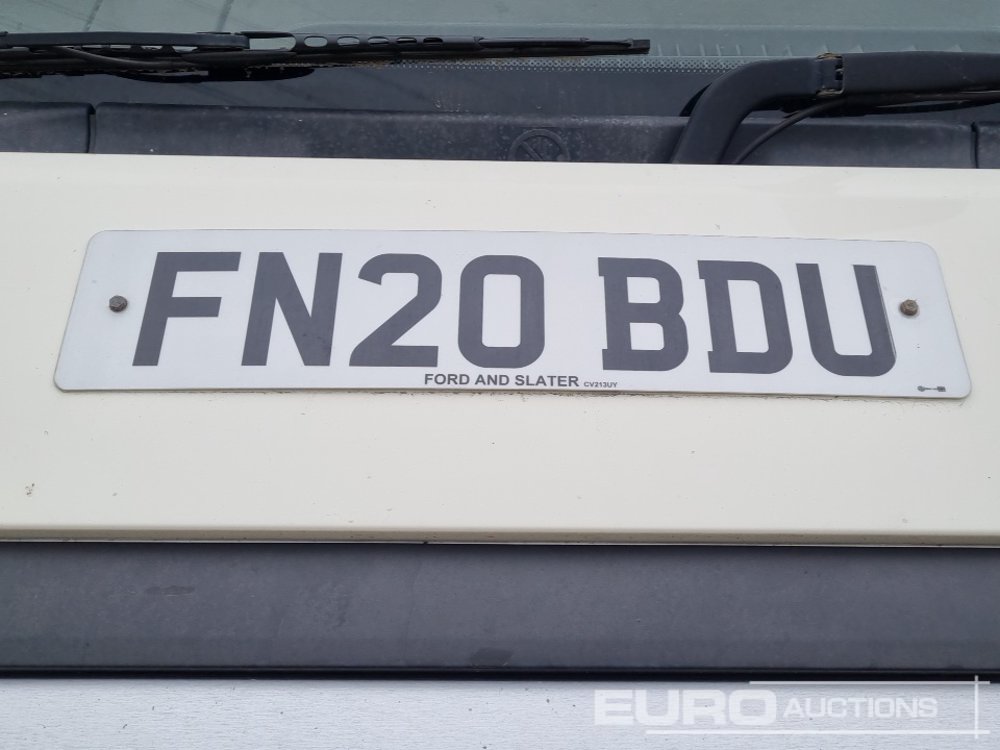 FN20 BDU
FORD AND SLATER CV213UY
EURO AUCTIONS